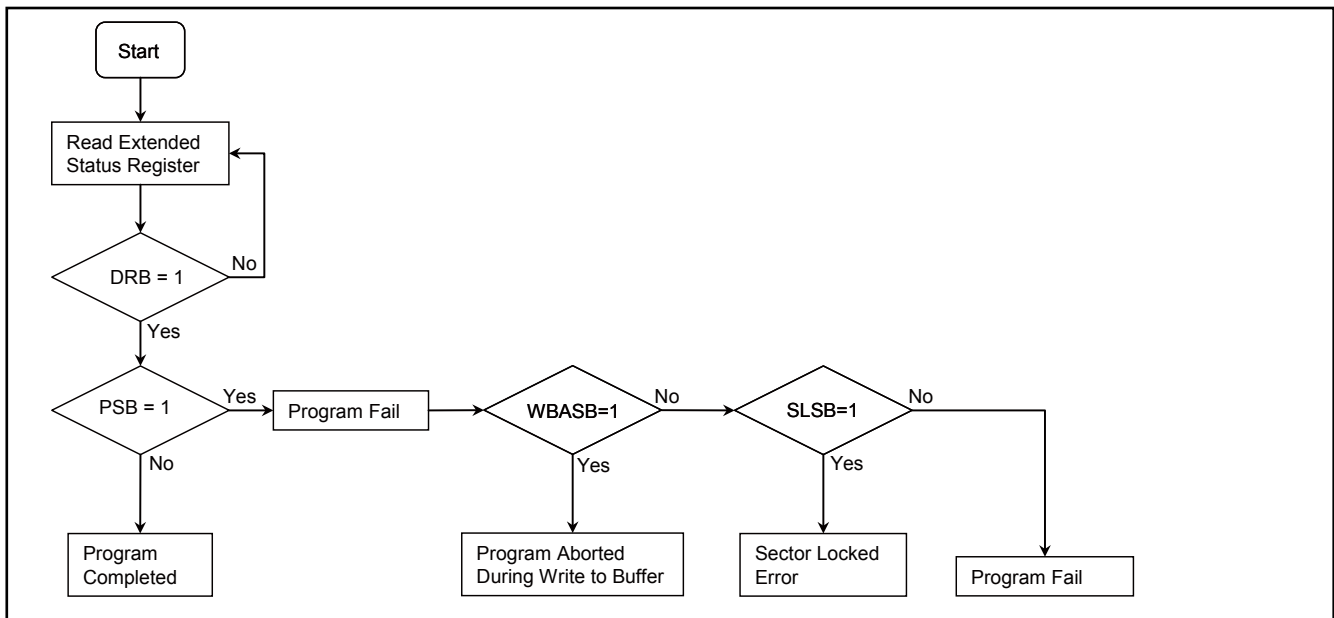 Start
Read Extended
Status Register
DRB = 1
No
Yes
PSB = 1
Yes
No
Program Fail
WBASB=1
No
Yes
SLSB=1
No
Yes
Program
Completed
Program Aborted
During Write to Buffer
Sector Locked
Error
Program Fail